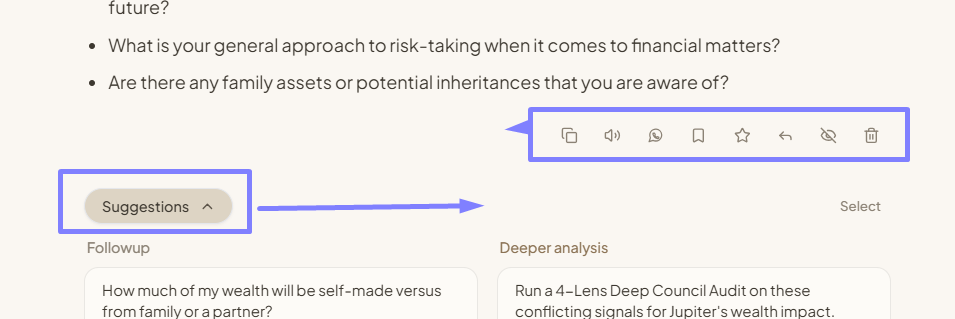 future?
• What is your general approach to risk-taking when it comes to financial matters?
• Are there any family assets or potential inheritances that you are aware of?
Suggestions
Select
Followup
Deeper analysis
How much of my wealth will be self-made versus
from family or a partner?
Run a 4–Lens Deep Council Audit on these
conflicting signals for Jupiter's wealth impact.